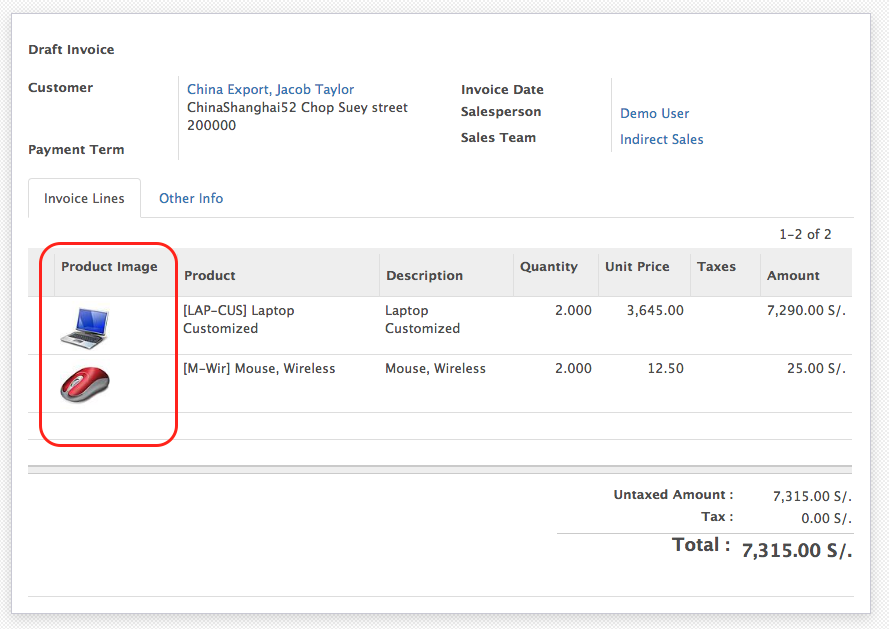 Draft Invoice
Customer
China Export, Jacob Taylor
ChinaShanghai52 Chop Suey street
200000
Payment Term
Invoice Date
Salesperson
Demo User
Sales Team
Indirect Sales
Invoice Lines
Other Info
1-2 of 2
Product Image
Product
Description
Quantity
Unit Price
Taxes
Amount
[LAP-CUS] Laptop
Customized
Laptop
Customized
2.000
3,645.00
7,290.00 S/.
[M-Wir] Mouse, Wireless
Mouse, Wireless
2.000
12.50
25.00 S/.
Untaxed Amount :
7,315.00 S/.
Tax :
0.00 S/.
Total :
7,315.00 S/.